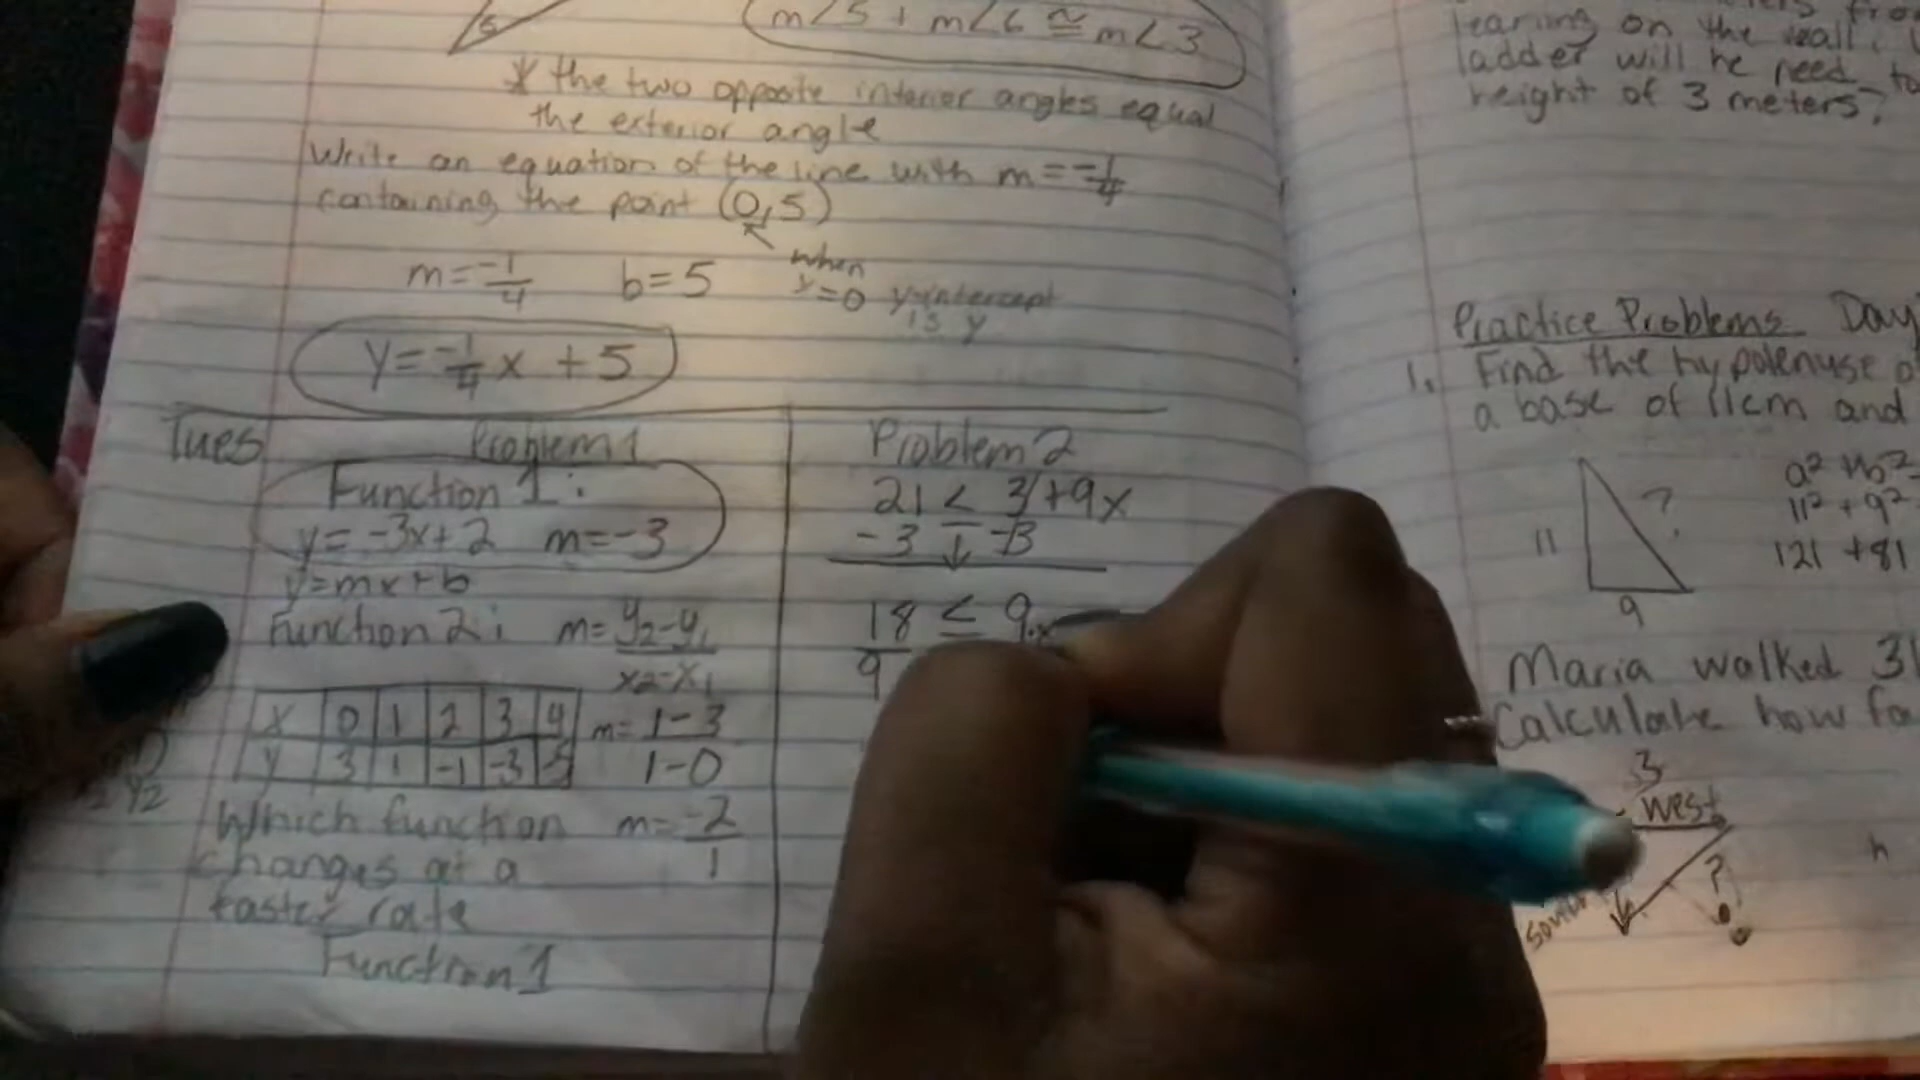 m∠5 + m∠6 ≅ m∠3
* the two opposite interior angles equal
the exterior angle
Write an equation of the line with m = -1/4
containing the point (0,5)
m = -1/4 b=5 when
x=0 y-intercept
is y
y = -1/4 x + 5
Tues Problem 1
Function 1:
y = -3x+2 m=-3
y=mx+b
Function 2: m= y2-y1
x2-x1
x 0 1 2 3 4 m= 1-3
y 3 1 -1 -3 -5 1-0
Which function m= -2
changes at a 1
faster rate
Function 1
Problem 2
21 ≤ 3+9x
-3 ↓ -3
18 ≤ 9x
9
leaning on the wall.
ladder will he need to
height of 3 meters?
Practice Problems Day
1. Find the hypotenuse
a base of 11cm and
a² + b² =
11² + 9²
121 + 81
11 ?
9
Maria walked 3
Calculate how fa
3
West
?